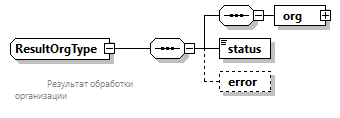 org
ResultOrgType
status
error
Результат обработки
организации